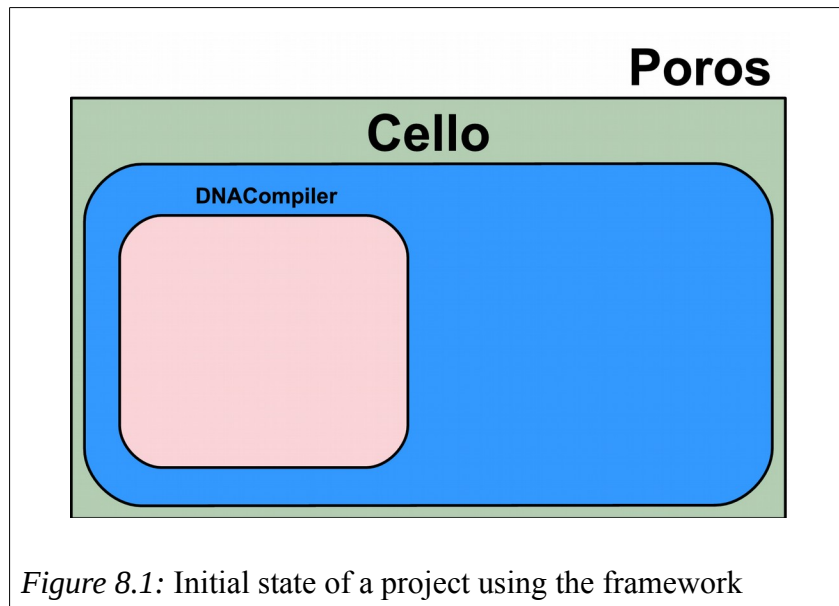 Poros
Cello
DNACompiler
Figure 8.1: Initial state of a project using the framework